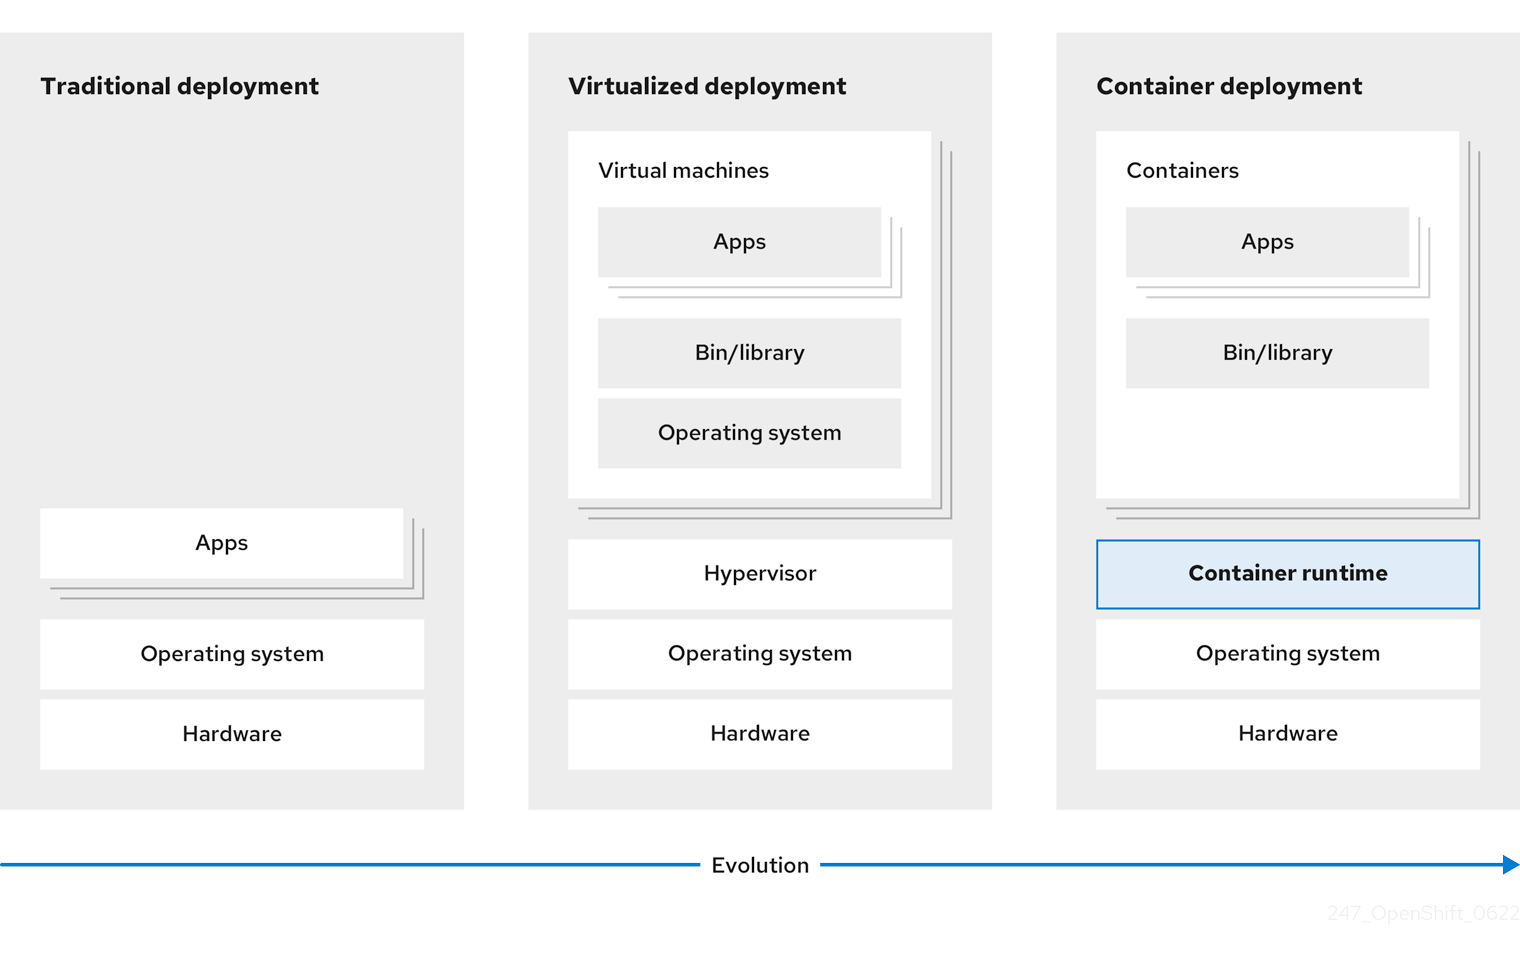 Traditional deployment
Apps
Operating system
Hardware
Virtualized deployment
Virtual machines
Apps
Bin/library
Operating system
Hypervisor
Operating system
Hardware
Container deployment
Containers
Apps
Bin/library
Container runtime
Operating system
Hardware
Evolution
247_OpenShift_0622